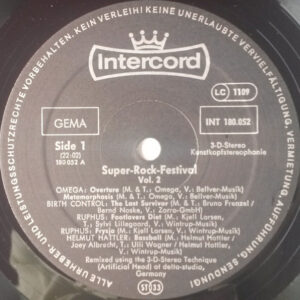 ALLE URHEBER- UND LEISTUNGSSCHUTZRECHTE VORBEHALTEN. KEIN VERLEIH! KEINE UNERLAUBTE VERVIELFÄLTIGUNG, VERMIETUNG, AUFFÜHRUNG, SENDUNG!
Intercord
LC 1109
GEMA
INT 180.052
Side 1
(22:02)
180 052 A
3-D-Stereo
Kunstkopfstereophonie
Super-Rock-Festival
Vol. 2
OMEGA: Overture (M. & T.: Omega, V.: Bellver-Musik)
Metamorphosis (M. & T.: Omega, V.: Bellver-Musik)
BIRTH CONTROL: The Last Survivor (M. & T.: Bruno Frenzel /
Bernd Noske, V.: Zorro-GmbH)
RUPHUS: Foxtlovers Diet (M.: Kjell Larsen,
T.: Sylvi Lillegaard, V.: Wintrup-Musik)
RUPHUS: Frysja (M.: Kjell Larsen, V.: Wintrup-Musik)
HELMUT HATTLER: Bassball (M.: Helmut Hattler /
Joey Albrecht, T.: Ulli Wagner / Helmut Hattler,
V.: Wintrup-Musik)
Remixed using the 3-D-Stereo Technique
(Artificial Head) at delta-studio,
Germany
ST 33